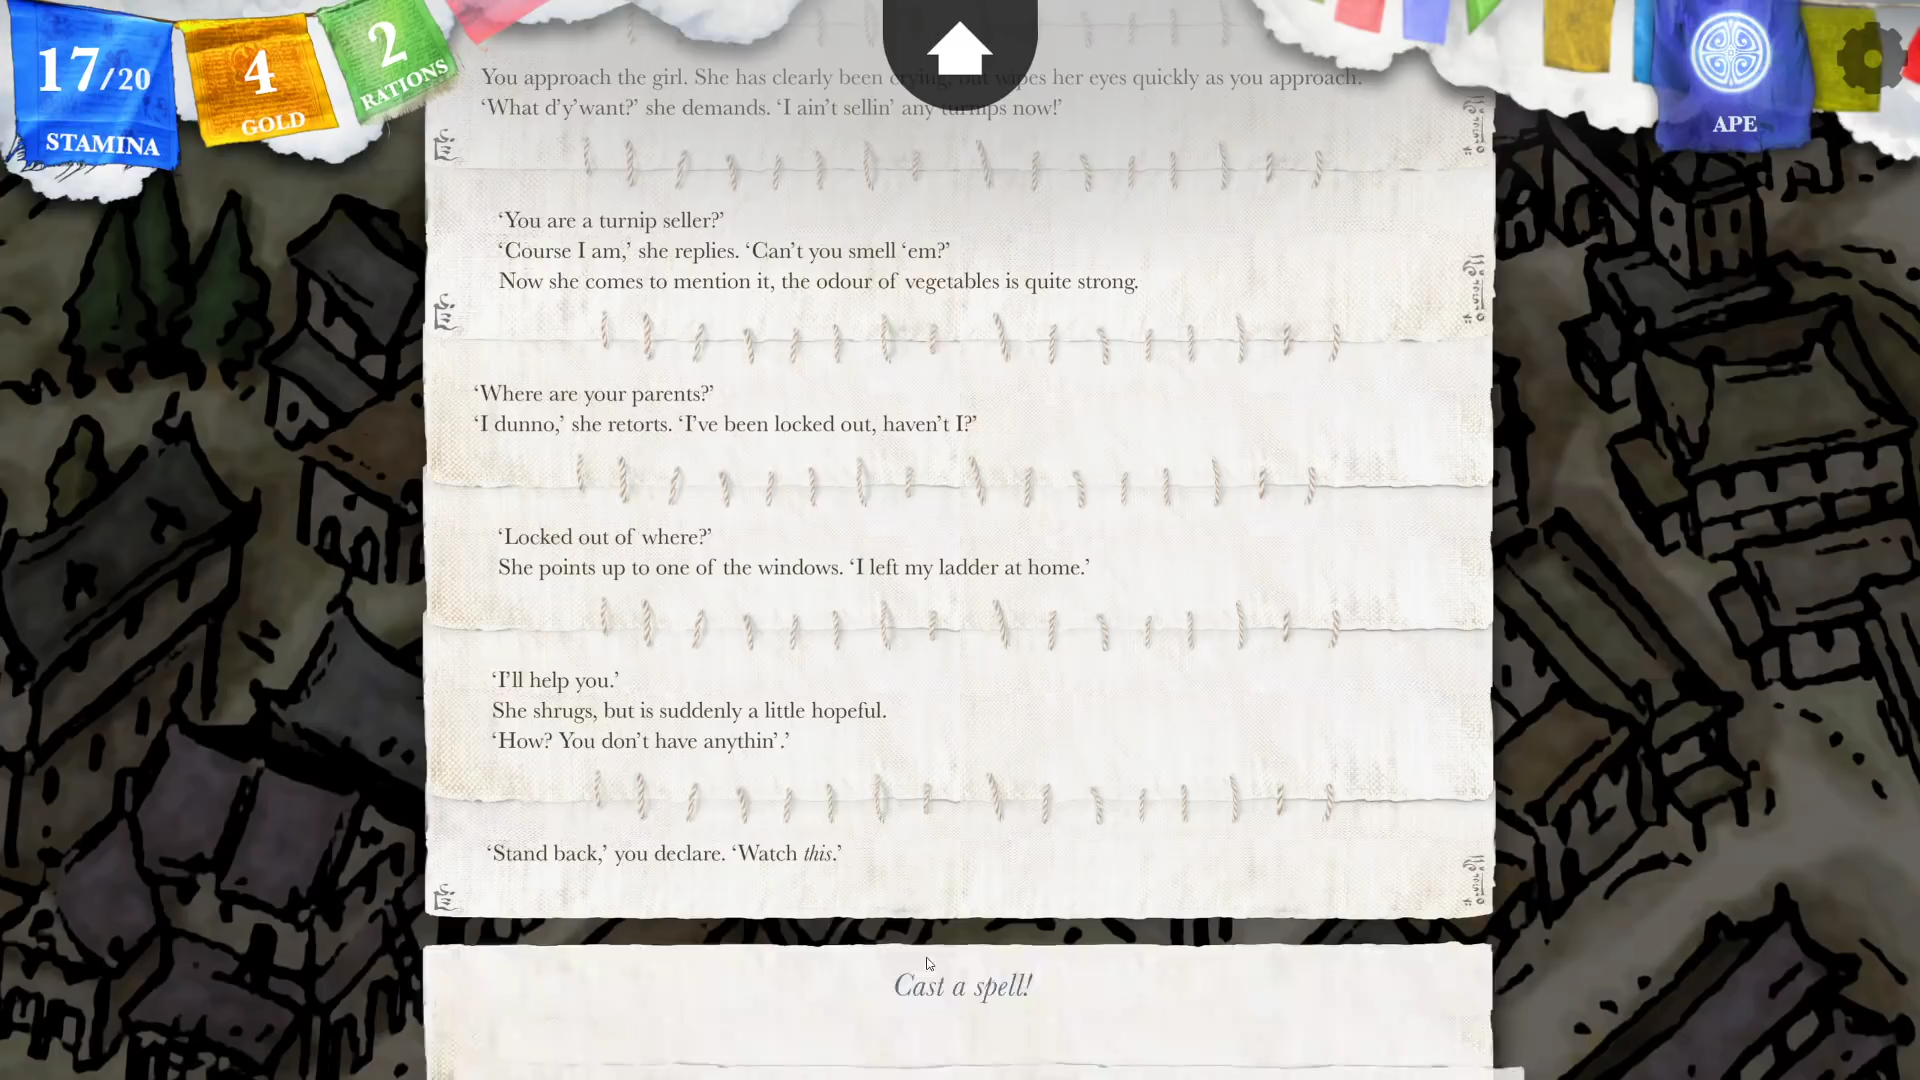 17/20
STAMINA
4
GOLD
2
RATIONS
APE
You approach the girl. She has clearly been crying, but wipes her eyes quickly as you approach.
‘What d’y’want?’ she demands. ‘I ain’t sellin’ any turnips now!’
‘You are a turnip seller?’
‘Course I am,’ she replies. ‘Can’t you smell ‘em?’
Now she comes to mention it, the odour of vegetables is quite strong.
‘Where are your parents?’
‘I dunno,’ she retorts. ‘I’ve been locked out, haven’t I?’
‘Locked out of where?’
She points up to one of the windows. ‘I left my ladder at home.’
‘I’ll help you.’
She shrugs, but is suddenly a little hopeful.
‘How? You don’t have anythin’.’
‘Stand back,’ you declare. ‘Watch this.’
Cast a spell!